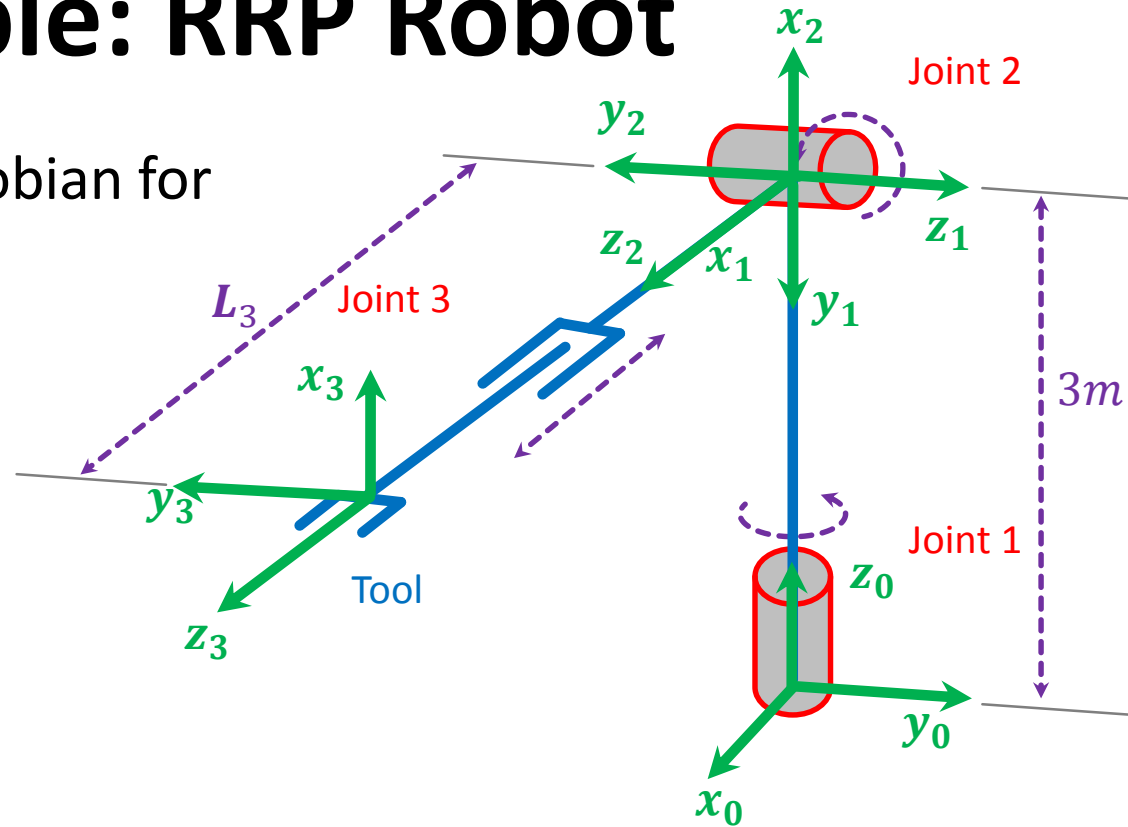 ple: RRP Robot
obian for
x₂
Joint 2
y₂
z₁
z₂
x₁
L₃
Joint 3
y₁
x₃
3m
y₃
Joint 1
z₀
Tool
z₃
y₀
x₀